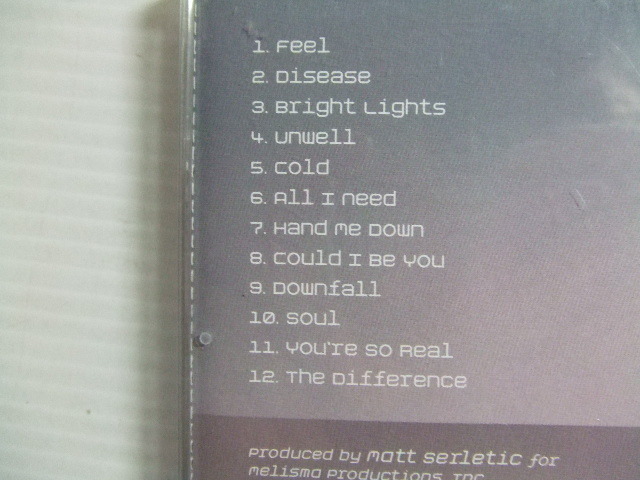 1. Feel
2. Disease
3. Bright Lights
4. Unwell
5. Cold
6. All I Need
7. Hand Me Down
8. Could I Be You
9. Downfall
10. Soul
11. You're So Real
12. The Difference
Produced by Matt Serletic for
Melisma Productions, Inc.